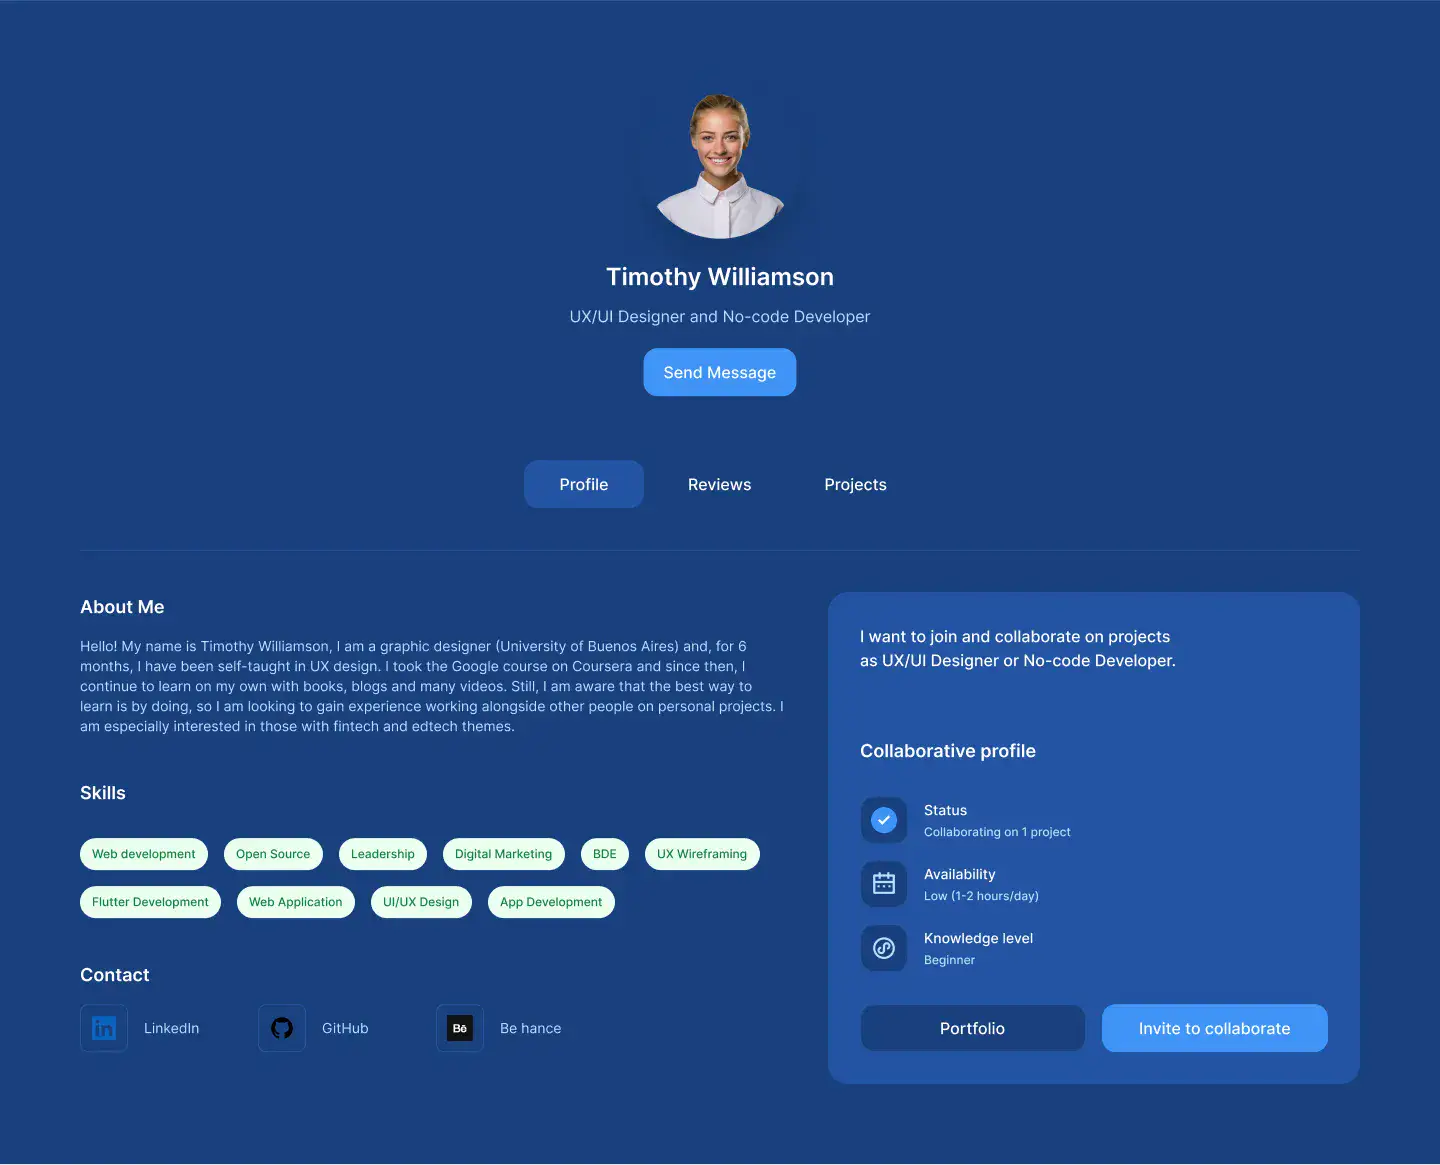 Timothy Williamson
UX/UI Designer and No-code Developer
Send Message
Profile
Reviews
Projects
About Me
Hello! My name is Timothy Williamson, I am a graphic designer (University of Buenos Aires) and, for 6
months, I have been self-taught in UX design. I took the Google course on Coursera and since then, I
continue to learn on my own with books, blogs and many videos. Still, I am aware that the best way to
learn is by doing, so I am looking to gain experience working alongside other people on personal projects. I
am especially interested in those with fintech and edtech themes.
Skills
Web development
Open Source
Leadership
Digital Marketing
BDE
UX Wireframing
Flutter Development
Web Application
UI/UX Design
App Development
Contact
in
LinkedIn
GitHub
Bē
Be hance
I want to join and collaborate on projects
as UX/UI Designer or No-code Developer.
Collaborative profile
Status
Collaborating on 1 project
Availability
Low (1-2 hours/day)
Knowledge level
Beginner
Portfolio
Invite to collaborate